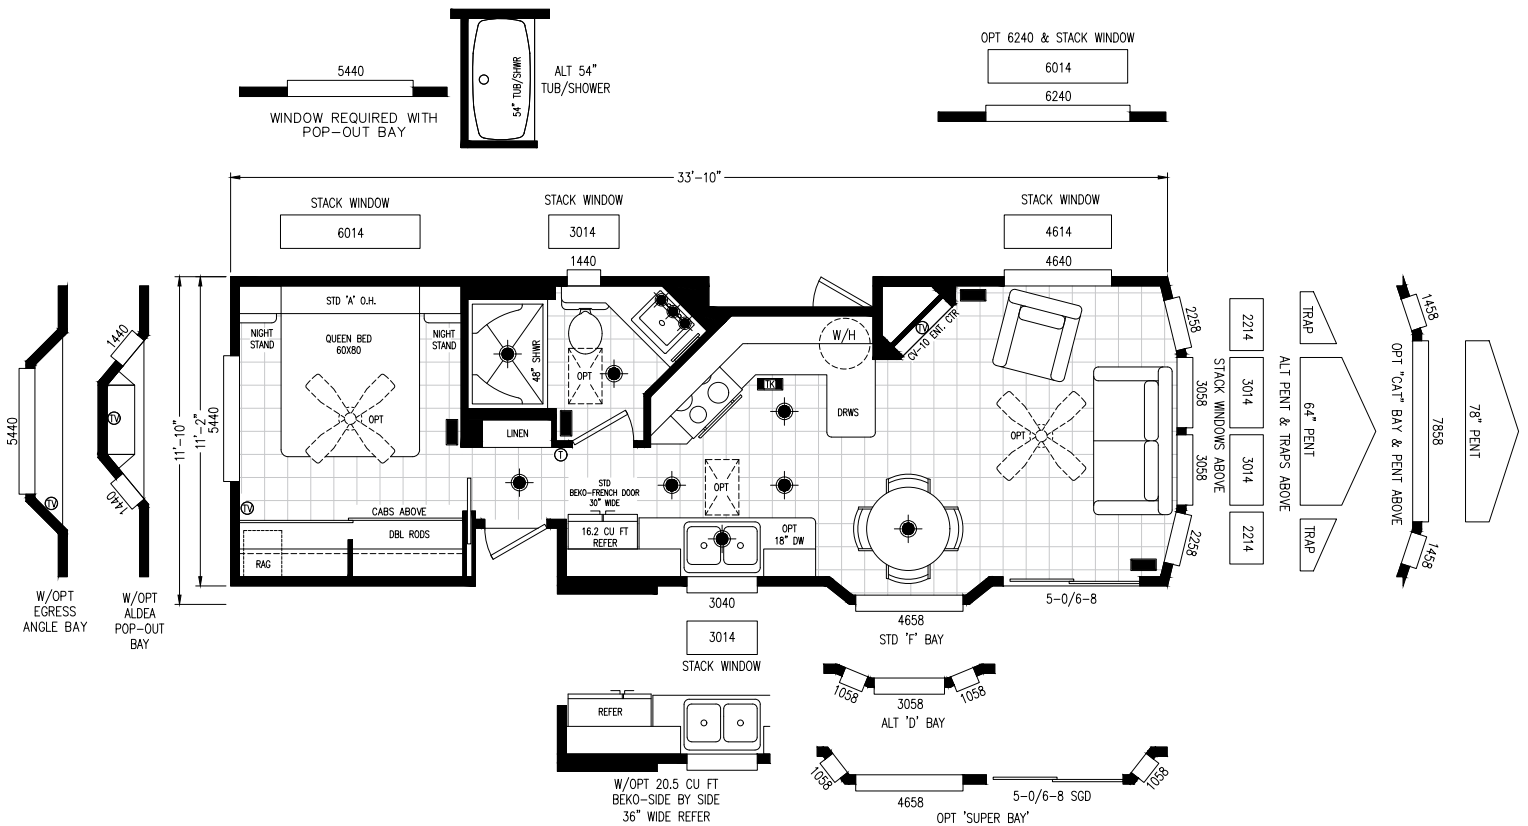 5440
WINDOW REQUIRED WITH
POP-OUT BAY
54" TUB/SHWR
ALT 54"
TUB/SHOWER
OPT 6240 & STACK WINDOW
6014
6240
33'-10"
STACK WINDOW
6014
STACK WINDOW
3014
1440
STACK WINDOW
4614
4640
11'-10"
11'-2"
5440
STD 'A' O.H.
NIGHT
STAND
QUEEN BED
60X80
NIGHT
STAND
OPT
TV
CABS ABOVE
DBL RODS
RAG
48" SHWR
OPT
LINEN
T
STD
BEKO-FRENCH DOOR
30" WIDE
16.2 CU FT
REFER
OPT
OPT
18" DW
TK
DRWS
W/H
TV
CV-10 ENT. CTR
OPT
2258
3058
3058
2258
STACK WINDOWS ABOVE
2214
3014
3014
2214
ALT PENT & TRAPS ABOVE
TRAP
64" PENT
TRAP
1458
7858
1458
OPT "CAT" BAY & PENT ABOVE
78" PENT
5440
TV
W/OPT
EGRESS
ANGLE BAY
1440
TV
1440
W/OPT
ALDEA
POP-OUT
BAY
3040
3014
STACK WINDOW
4658
STD 'F' BAY
5-0/6-8
1058
3058
1058
ALT 'D' BAY
REFER
W/OPT 20.5 CU FT
BEKO-SIDE BY SIDE
36" WIDE REFER
1058
4658
5-0/6-8 SGD
1058
OPT 'SUPER BAY'